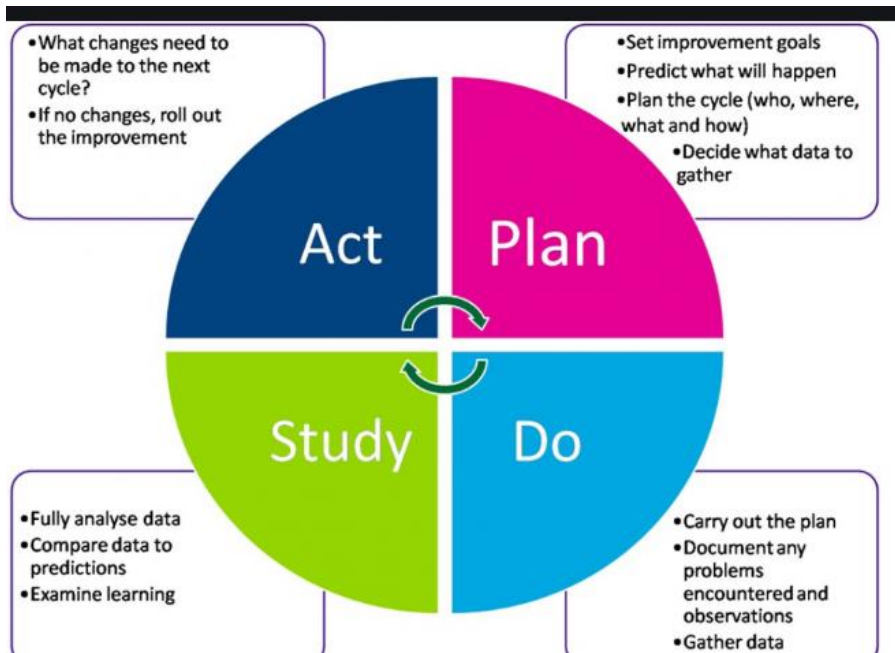 •What changes need to
be made to the next
cycle?
•If no changes, roll out
the improvement
•Set improvement goals
•Predict what will happen
•Plan the cycle (who, where,
what and how)
•Decide what data to
gather
Act
Plan
Study
Do
•Fully analyse data
•Compare data to
predictions
•Examine learning
•Carry out the plan
•Document any
problems
encountered and
observations
•Gather data